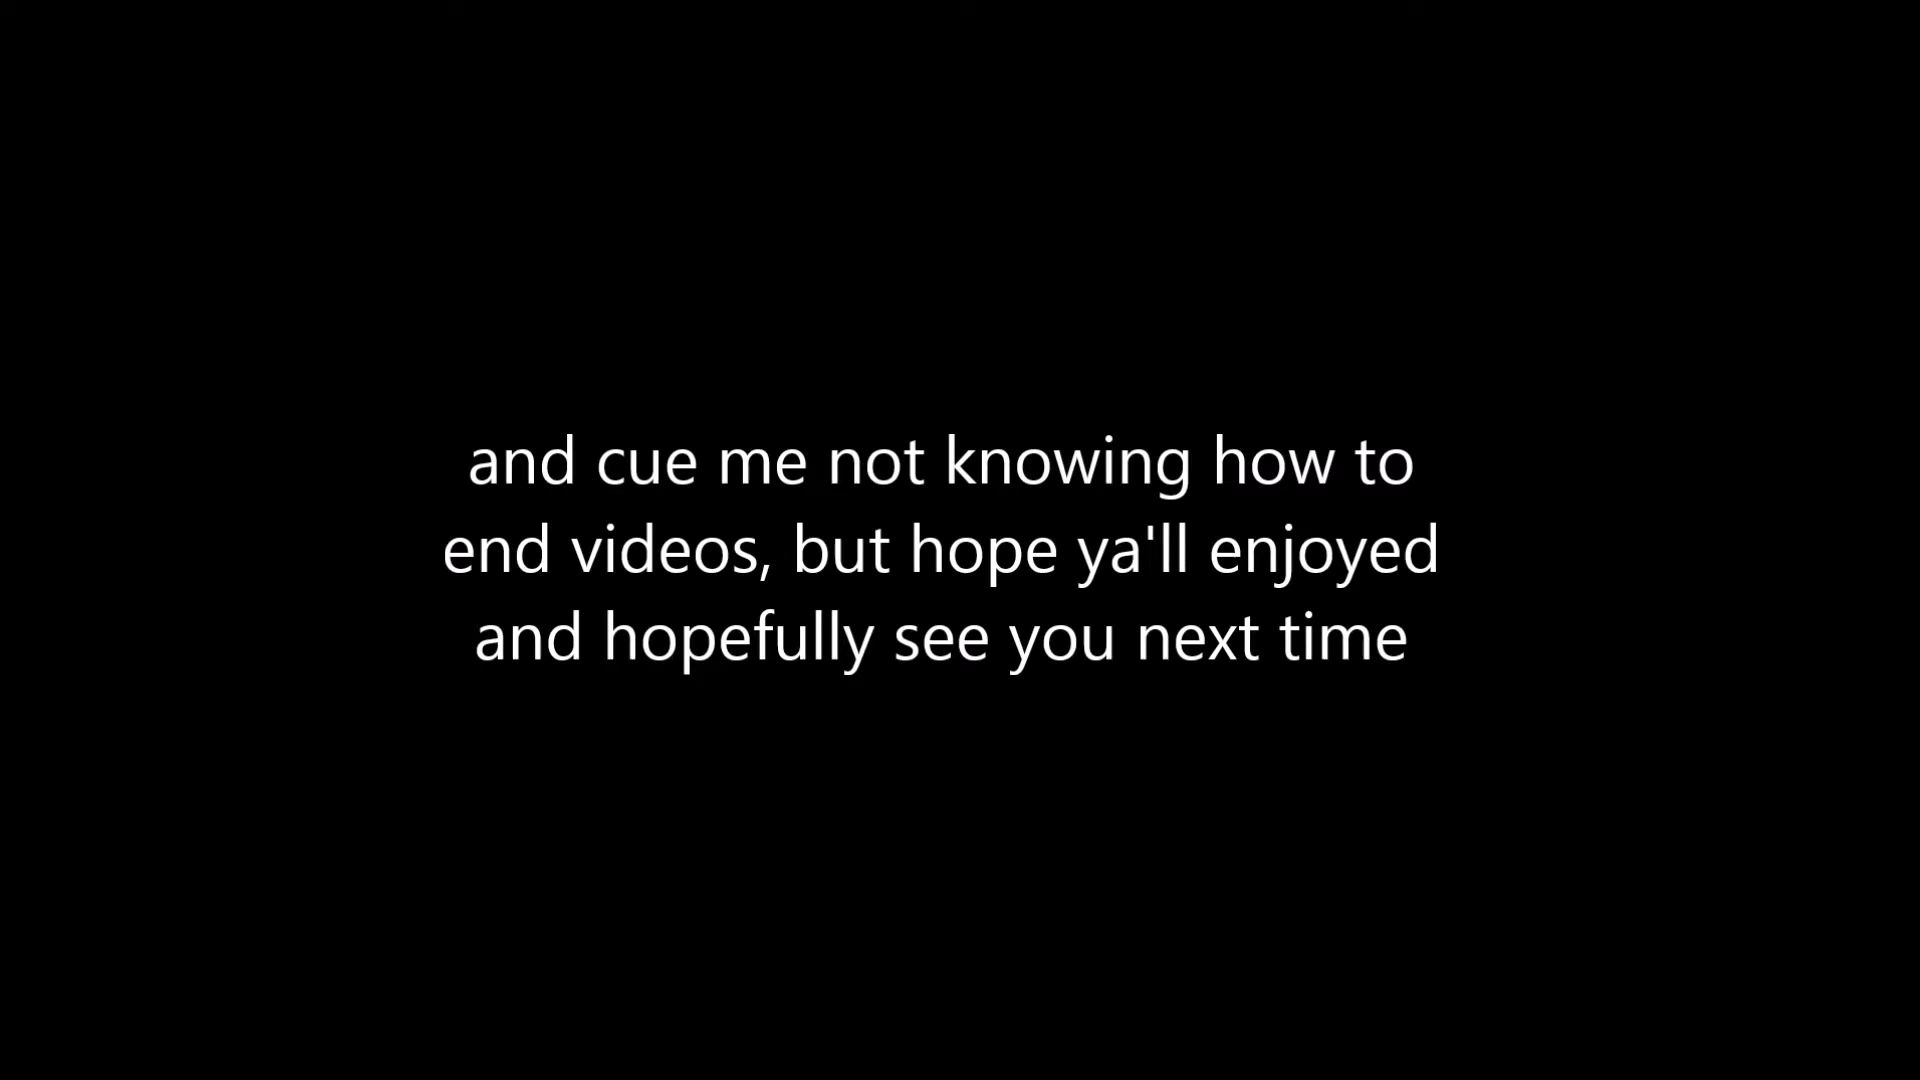 and cue me not knowing how to
end videos, but hope ya'll enjoyed
and hopefully see you next time